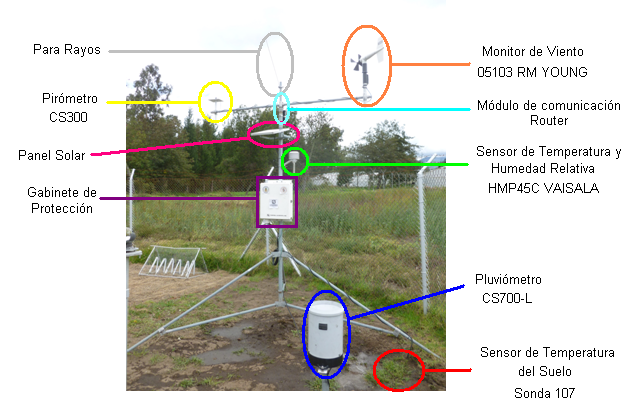 Para Rayos
Pirómetro
CS300
Panel Solar
Gabinete de
Protección
Monitor de Viento
05103 RM YOUNG
Módulo de comunicación
Router
Sensor de Temperatura y
Humedad Relativa
HMP45C VAISALA
Pluviómetro
CS700-L
Sensor de Temperatura
del Suelo
Sonda 107